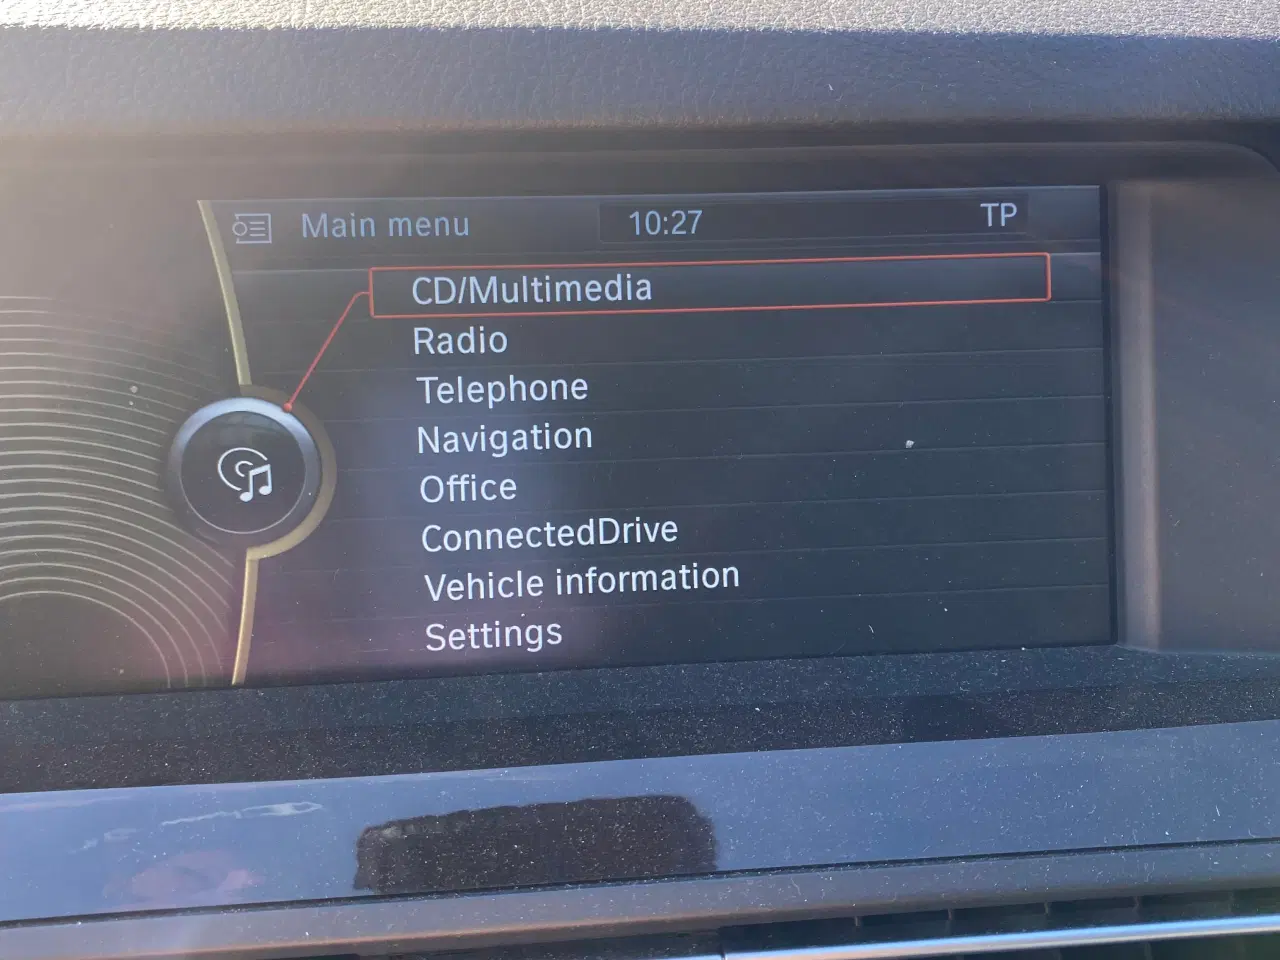 Main menu 10:27 TP
CD/Multimedia
Radio
Telephone
Navigation
Office
ConnectedDrive
Vehicle information
Settings